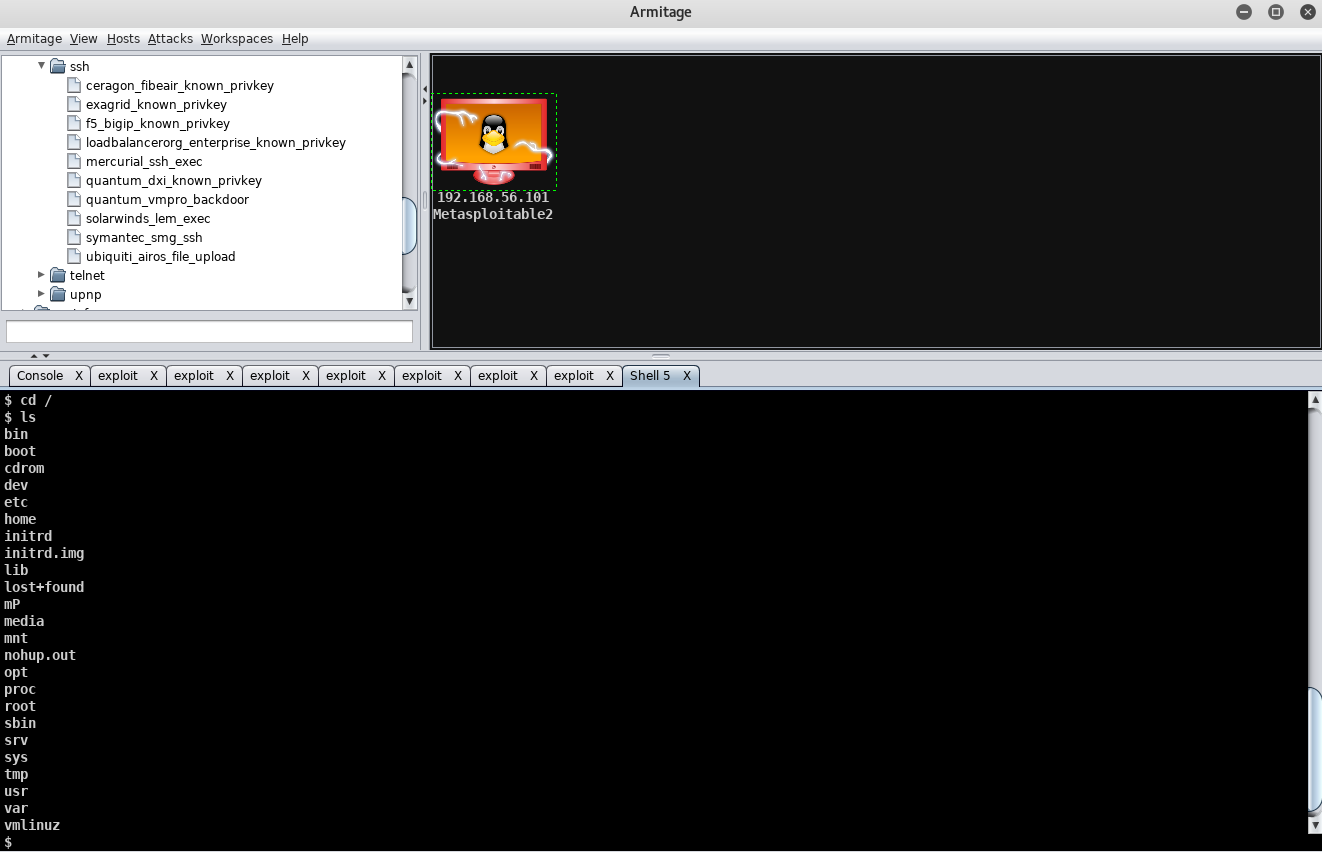 Armitage
Armitage View Hosts Attacks Workspaces Help
ssh
ceragon_fibeair_known_privkey
exagrid_known_privkey
f5_bigip_known_privkey
loadbalancerorg_enterprise_known_privkey
mercurial_ssh_exec
quantum_dxi_known_privkey
quantum_vmpro_backdoor
solarwinds_lem_exec
symantec_smg_ssh
ubiquiti_airos_file_upload
telnet
upnp
192.168.56.101
Metasploitable2
Console X exploit X exploit X exploit X exploit X exploit X exploit X exploit X Shell 5 X
$ cd /
$ ls
bin
boot
cdrom
dev
etc
home
initrd
initrd.img
lib
lost+found
mP
media
mnt
nohup.out
opt
proc
root
sbin
srv
sys
tmp
usr
var
vmlinuz
$